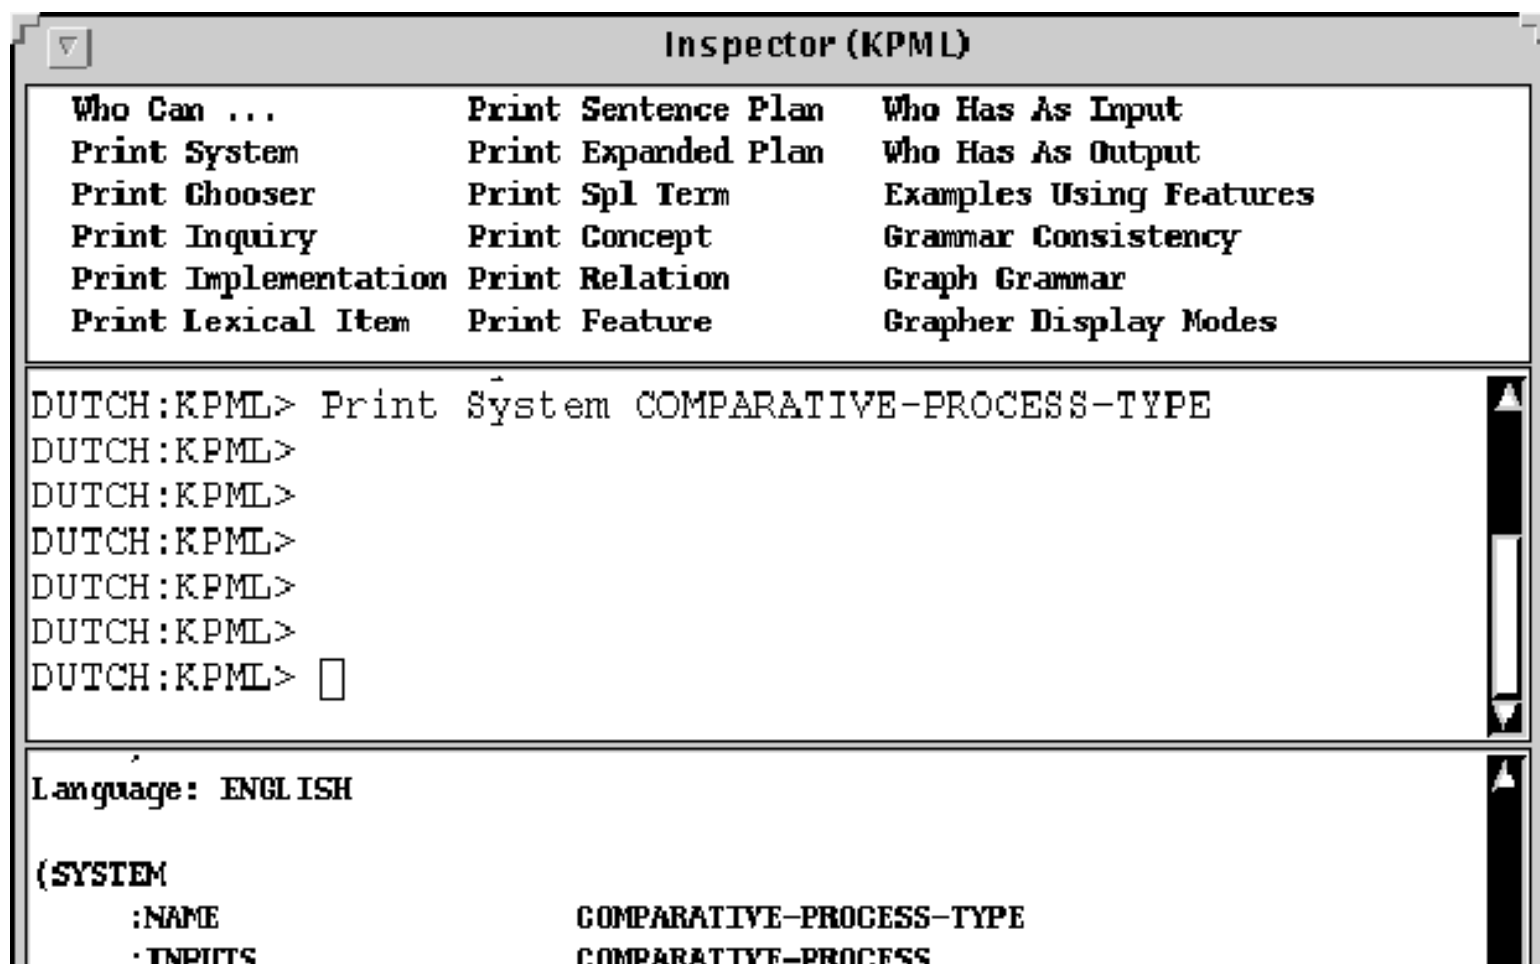 Inspector (KPML)
Who Can ... Print Sentence Plan Who Has As Input
Print System Print Expanded Plan Who Has As Output
Print Chooser Print Spl Term Examples Using Features
Print Inquiry Print Concept Grammar Consistency
Print Implementation Print Relation Graph Grammar
Print Lexical Item Print Feature Grapher Display Modes
DUTCH:KPML> Print System COMPARATIVE-PROCESS-TYPE
DUTCH:KPML>
DUTCH:KPML>
DUTCH:KPML>
DUTCH:KPML>
DUTCH:KPML>
DUTCH:KPML>
Language: ENGLISH
(SYSTEM
:NAME COMPARATIVE-PROCESS-TYPE
:INPUTS COMPARATIVE-PROCESS